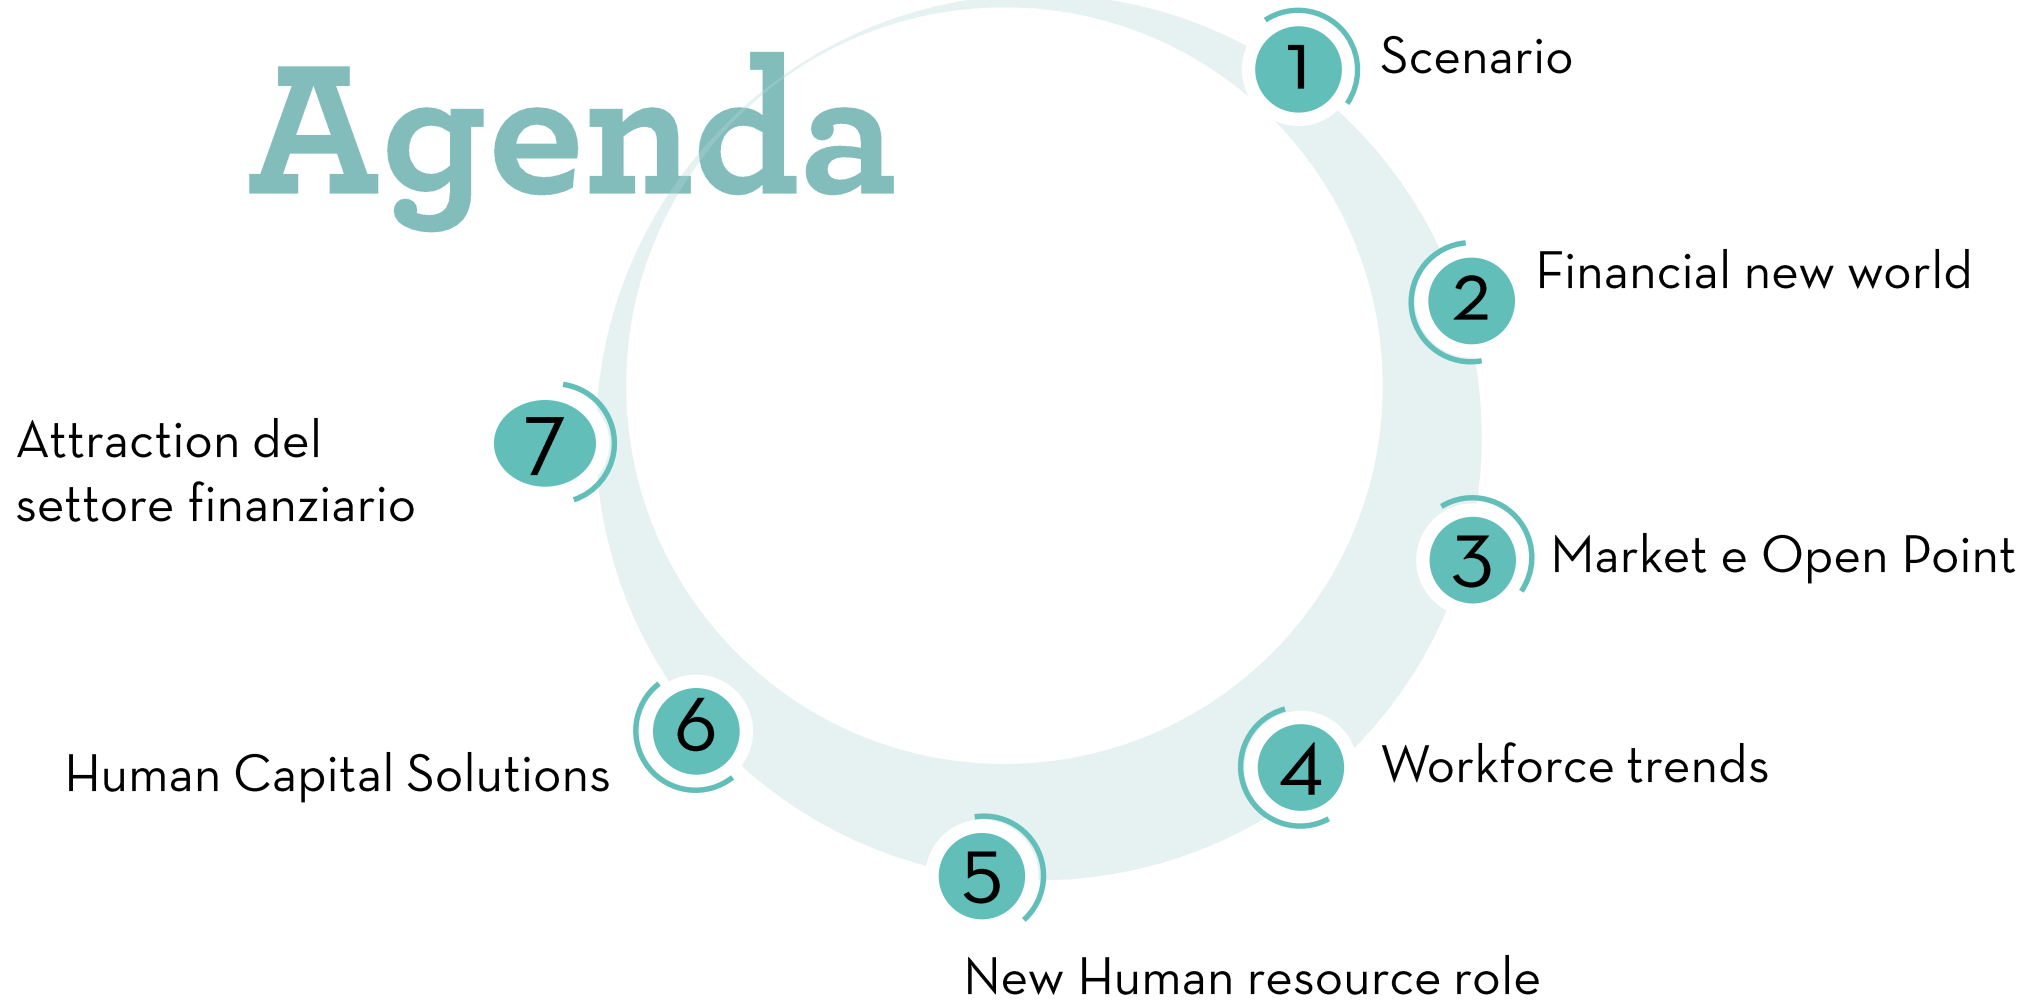 Agenda
1
Scenario
2
Financial new world
3
Market e Open Point
4
Workforce trends
5
New Human resource role
6
Human Capital Solutions
7
Attraction del
settore finanziario